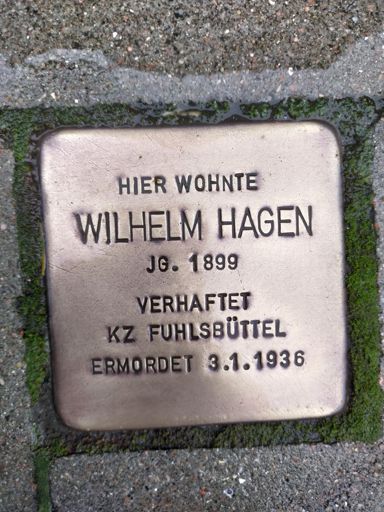 HIER WOHNTE
WILHELM HAGEN
JG. 1899
VERHAFTET
KZ FUHLSBÜTTEL
ERMORDET 3.1.1936